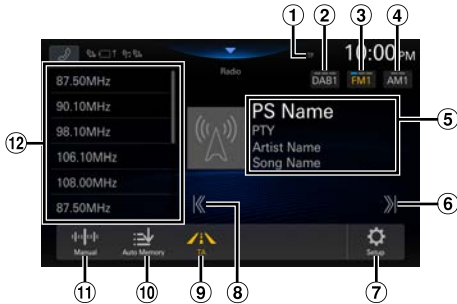 ① ② ③ ④
TP 10:00PM
Radio
DAB1 FM1 AM1
87.50MHz
90.10MHz
98.10MHz
106.10MHz
108.00MHz
87.50MHz
PS Name
PTY
Artist Name
Song Name
⑤
⑥
⑫
Manual
Auto Memory
TA
Setup
⑪ ⑩ ⑨ ⑧ ⑦